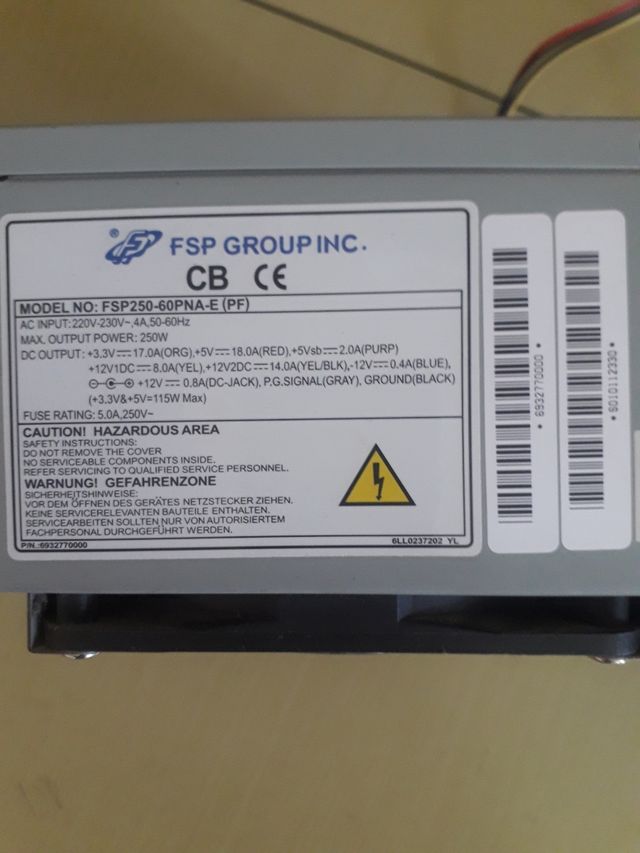 ® FSP GROUP INC.
CB CE
MODEL NO: FSP250-60PNA-E (PF)
AC INPUT: 220V-230V~,4A,50-60Hz
MAX. OUTPUT POWER: 250W
DC OUTPUT: +3.3V⎓17.0A(ORG),+5V⎓18.0A(RED),+5Vsb⎓2.0A(PURP)
+12V1DC⎓8.0A(YEL),+12V2DC⎓14.0A(YEL/BLK),-12V⎓0.4A(BLUE),
+12V⎓0.8A(DC-JACK), P.G.SIGNAL(GRAY), GROUND(BLACK)
(+3.3V&+5V=115W Max)
FUSE RATING: 5.0A,250V~
CAUTION! HAZARDOUS AREA
SAFETY INSTRUCTIONS:
DO NOT REMOVE THE COVER
NO SERVICEABLE COMPONENTS INSIDE.
REFER SERVICING TO QUALIFIED SERVICE PERSONNEL.
WARNUNG! GEFAHRENZONE
SICHERHEITSHINWEISE:
VOR DEM ÖFFNEN DES GERÄTES NETZSTECKER ZIEHEN.
KEINE SERVICERELEVANTEN BAUTEILE ENTHALTEN.
SERVICEARBEITEN SOLLTEN NUR VON AUTORISIERTEM
FACHPERSONAL DURCHGEFÜHRT WERDEN.
P/N.:6932770000 6LL0237202 YL
* 6932770000 *
* S010112330 *